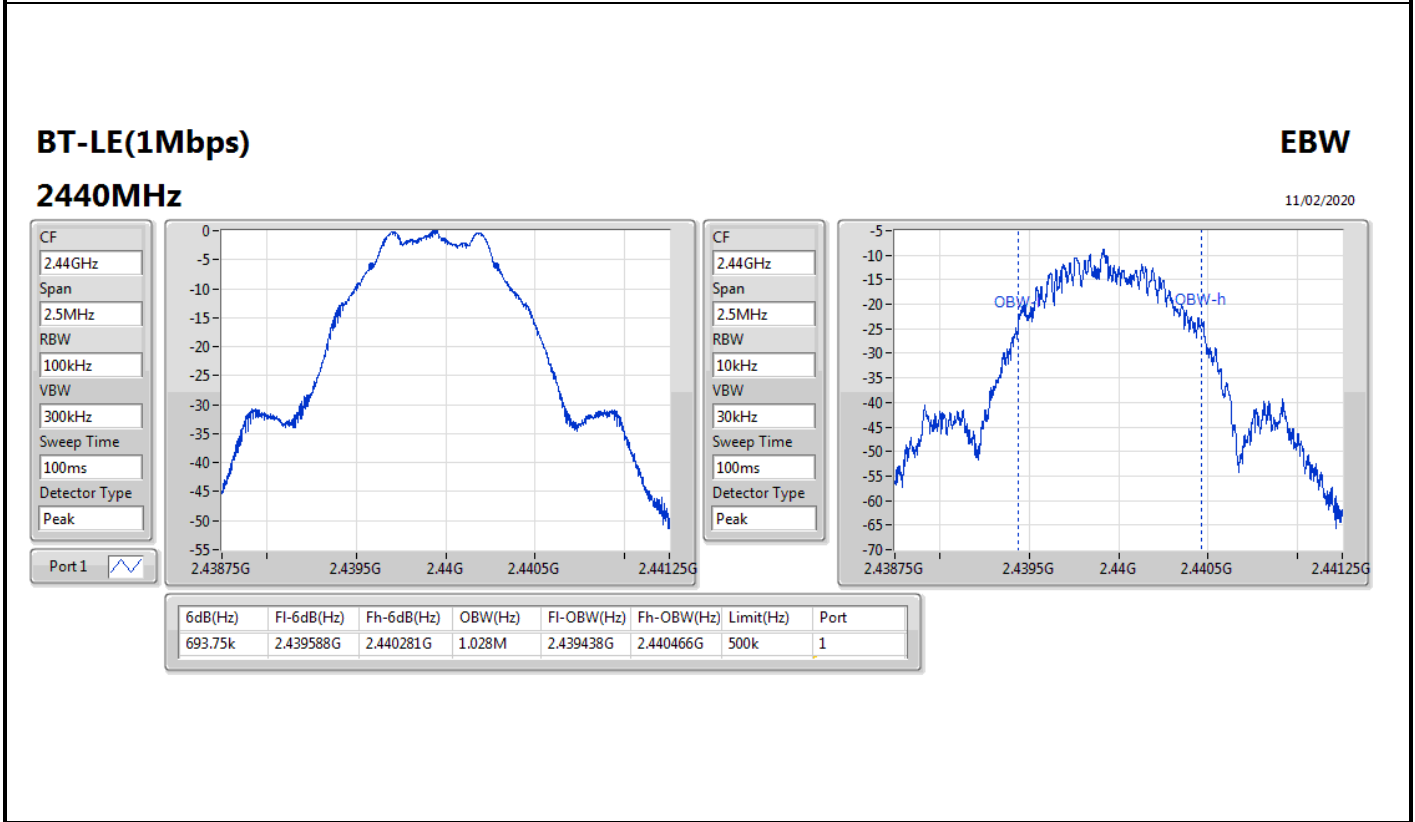 BT-LE(1Mbps)
EBW
2440MHz
11/02/2020
CF
2.44GHz
Span
2.5MHz
RBW
100kHz
VBW
300kHz
Sweep Time
100ms
Detector Type
Peak
Port 1
0
-5
-10
-15
-20
-25
-30
-35
-40
-45
-50
-55
2.43875G 2.4395G 2.44G 2.4405G 2.44125G
CF
2.44GHz
Span
2.5MHz
RBW
10kHz
VBW
30kHz
Sweep Time
100ms
Detector Type
Peak
-5
-10
-15
-20
-25
-30
-35
-40
-45
-50
-55
-60
-65
-70
OBW-h
2.43875G 2.4395G 2.44G 2.4405G 2.44125G
6dB(Hz) Fl-6dB(Hz) Fh-6dB(Hz) OBW(Hz) Fl-OBW(Hz) Fh-OBW(Hz) Limit(Hz) Port
693.75k 2.439588G 2.440281G 1.028M 2.439438G 2.440466G 500k 1